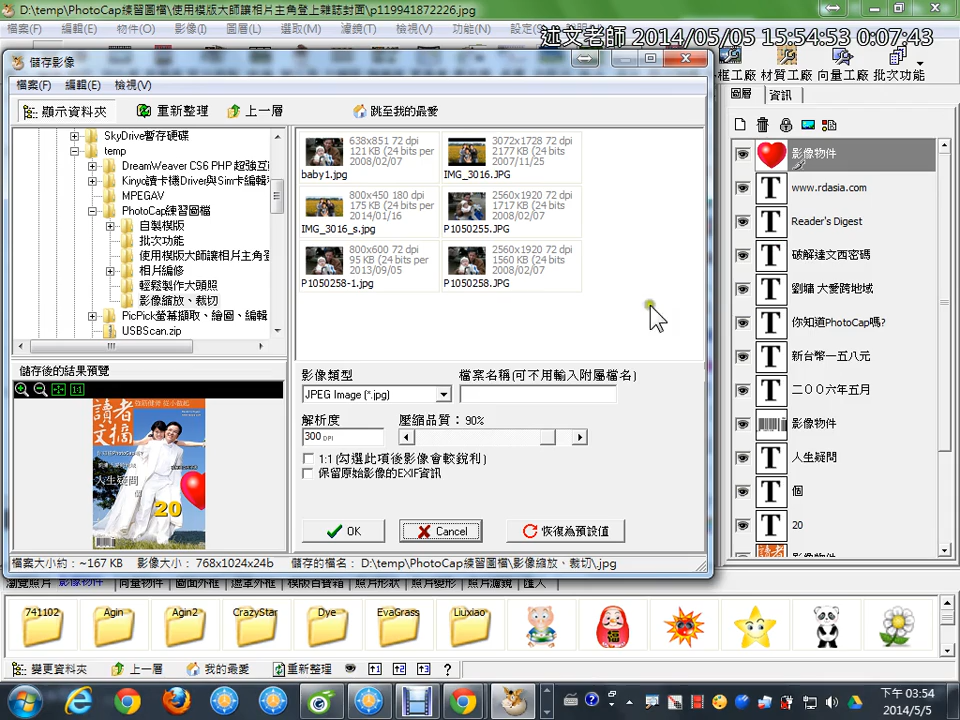 D:\temp\PhotoCap練習圖檔\使用模版大師讓相片主角登上雜誌封面\p119941872226.jpg
檔案(F) 編輯(E) 物件(O) 影像(I) 圖層(L) 選取(M) 濾鏡(T) 檢視(V) 功能(N)
述文老師 2014/05/05 15:54:53 0:07:43
儲存影像
檔案(F) 編輯(E) 檢視(V)
顯示資料夾 重新整理 上一層 跳至我的最愛
框工廠 材質工廠 向量工廠 批次功能
圖層 資訊
SkyDrive暫存硬碟
temp
DreamWeaver CS6 PHP 超強互
Kinyo讀卡機Driver與Sim卡編輯
MPEGAV
PhotoCap練習圖檔
自製模版
批次功能
使用模版大師讓相片主角登
相片編修
輕鬆製作大頭照
影像縮放、裁切
PicPick螢幕擷取、繪圖、編輯
USBScan.zip
638x851 72 dpi
121 KB (24 bits per
2008/02/07
baby1.jpg
3072x1728 72 dpi
2177 KB (24 bits
2007/11/25
IMG_3016.JPG
800x450 180 dpi
175 KB (24 bits per
2014/01/16
IMG_3016_s.jpg
2560x1920 72 dpi
1717 KB (24 bits
2008/02/07
P1050255.JPG
800x600 72 dpi
95 KB (24 bits per
2013/09/05
P1050258-1.jpg
2560x1920 72 dpi
1560 KB (24 bits
2008/02/07
P1050258.JPG
影像物件
www.rdasia.com
Reader's Digest
破解達文西密碼
劉墉 大愛跨地域
你知道PhotoCap嗎?
新台幣一五八元
二00六年五月
影像物件
人生疑問
個
20
影像物件
儲存後的結果預覽
1:1
讀者
文摘
人生疑問
個
20
影像類型 檔案名稱(可不用輸入附屬檔名)
JPEG Image (*.jpg)
解析度 壓縮品質： 90%
300 DPI
1:1 (勾選此項後影像會較銳利)
保留原始影像的EXIF資訊
OK Cancel 恢復為預設值
檔案大小約：~167 KB 影像大小： 768x1024x24b 儲存的檔名： D:\temp\PhotoCap練習圖檔\影像縮放、裁切\.jpg
瀏覽照片 影像物件 向量物件 圖面外框 遮罩外框 模版百寶箱 照片形狀 照片變形 照片濾鏡 匯入
741102 Agin Agin2 CrazyStar Dye EvaGrass Liuxiao
福
變更資料夾 上一層 我的最愛 重新整理 1 2 3 ?
下午 03:54
2014/5/5